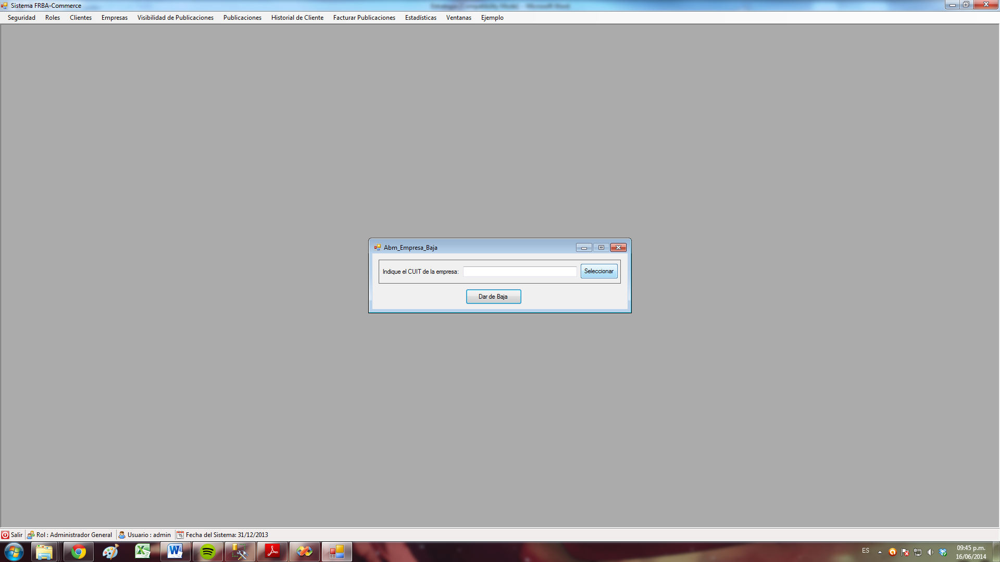 Sistema FRBA-Commerce
Seguridad Roles Clientes Empresas Visibilidad de Publicaciones Publicaciones Historial de Cliente Facturar Publicaciones Estadísticas Ventanas Ejemplo
Abm_Empresa_Baja
Indique el CUIT de la empresa: Seleccionar
Dar de Baja
Salir Rol : Administrador General Usuario : admin Fecha del Sistema: 31/12/2013
ES 09:45 p.m.
16/06/2014